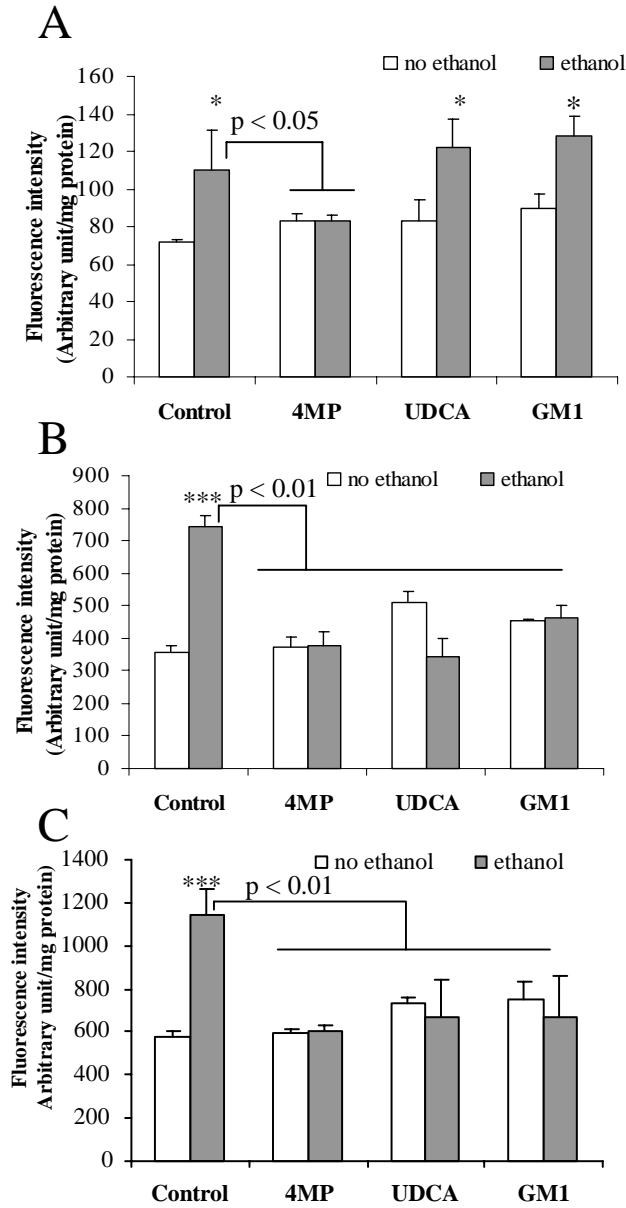 A
no ethanol ethanol
160
140
120
100
80
60
40
20
0
Fluorescence intensity
(Arbitrary unit/mg protein)
* p < 0.05 * *
Control 4MP UDCA GM1
B
no ethanol ethanol
900
800
700
600
500
400
300
200
100
0
Fluorescence intensity
(Arbitrary unit/mg protein)
*** p < 0.01
Control 4MP UDCA GM1
C
no ethanol ethanol
1400
1200
1000
800
600
400
200
0
Fluorescence intensity
Arbitrary unit/mg protein)
*** p < 0.01
Control 4MP UDCA GM1